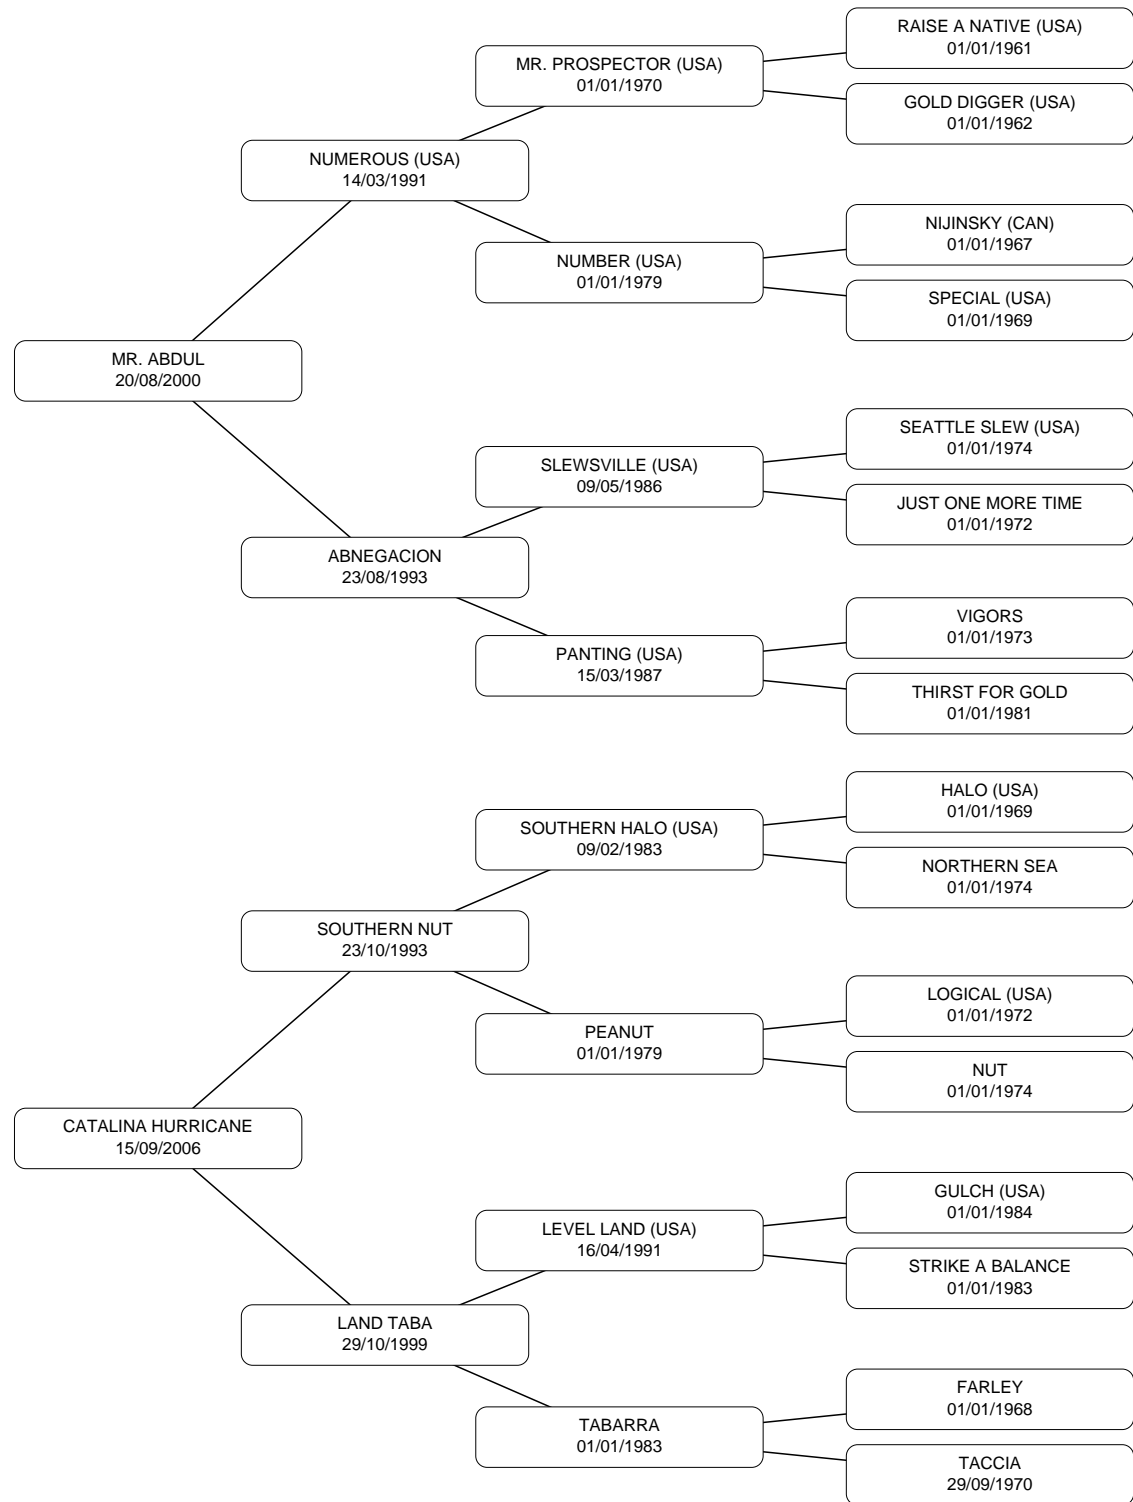 RAISE A NATIVE (USA)
01/01/1961
MR. PROSPECTOR (USA)
01/01/1970
GOLD DIGGER (USA)
01/01/1962
NUMEROUS (USA)
14/03/1991
NIJINSKY (CAN)
01/01/1967
NUMBER (USA)
01/01/1979
SPECIAL (USA)
01/01/1969
MR. ABDUL
20/08/2000
SEATTLE SLEW (USA)
01/01/1974
SLEWSVILLE (USA)
09/05/1986
JUST ONE MORE TIME
01/01/1972
ABNEGACION
23/08/1993
VIGORS
01/01/1973
PANTING (USA)
15/03/1987
THIRST FOR GOLD
01/01/1981
HALO (USA)
01/01/1969
SOUTHERN HALO (USA)
09/02/1983
NORTHERN SEA
01/01/1974
SOUTHERN NUT
23/10/1993
LOGICAL (USA)
01/01/1972
PEANUT
01/01/1979
NUT
01/01/1974
CATALINA HURRICANE
15/09/2006
GULCH (USA)
01/01/1984
LEVEL LAND (USA)
16/04/1991
STRIKE A BALANCE
01/01/1983
LAND TABA
29/10/1999
FARLEY
01/01/1968
TABARRA
01/01/1983
TACCIA
29/09/1970